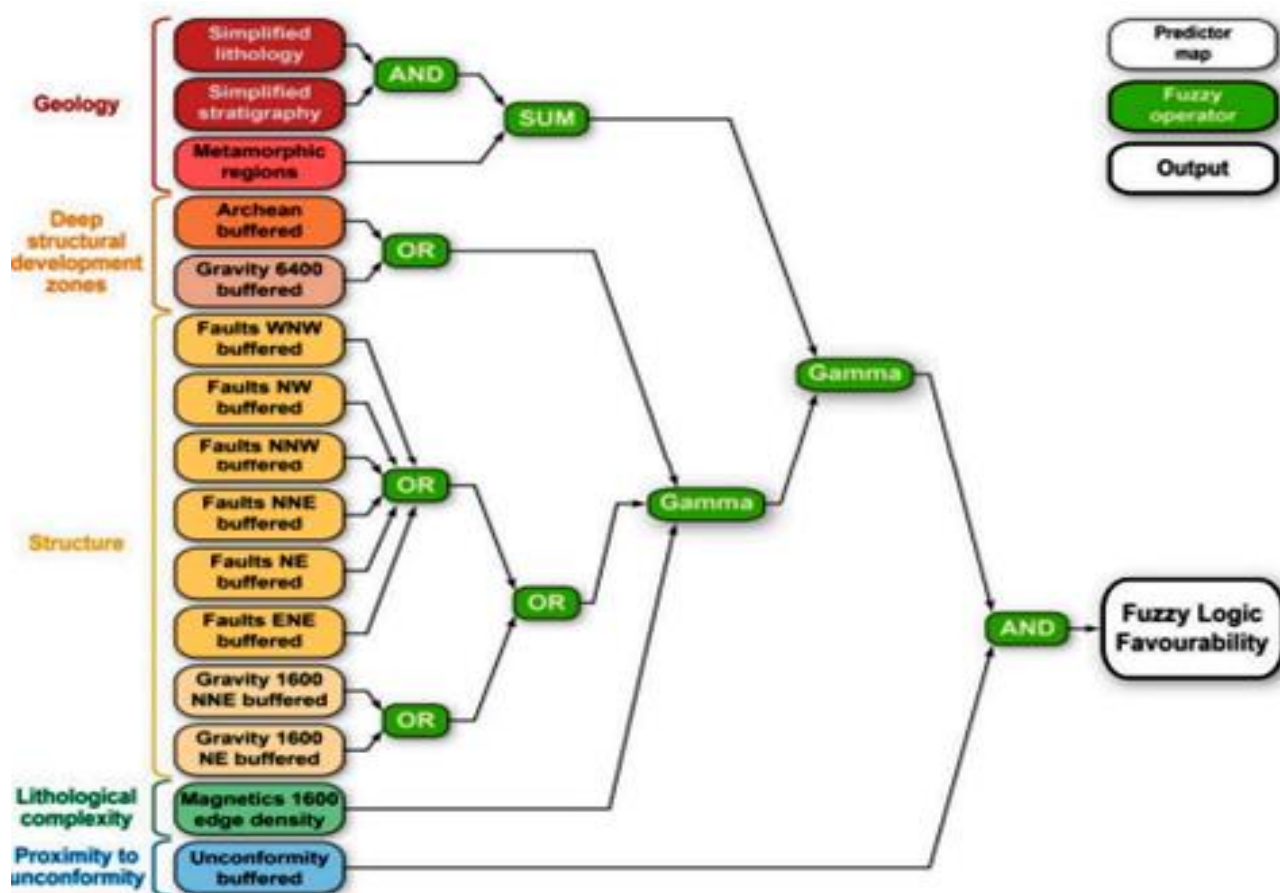 Geology
Simplified
lithology
Simplified
stratigraphy
Metamorphic
regions
AND
SUM
Predictor
map
Fuzzy
operator
Output
Deep
structural
development
zones
Archean
buffered
Gravity 6400
buffered
OR
Structure
Faults WNW
buffered
Faults NW
buffered
Faults NNW
buffered
Faults NNE
buffered
Faults NE
buffered
Faults ENE
buffered
Gravity 1600
NNE buffered
Gravity 1600
NE buffered
OR
OR
OR
Gamma
Gamma
AND
Fuzzy Logic
Favourability
Lithological
complexity
Magnetics 1600
edge density
Proximity to
unconformity
Unconformity
buffered